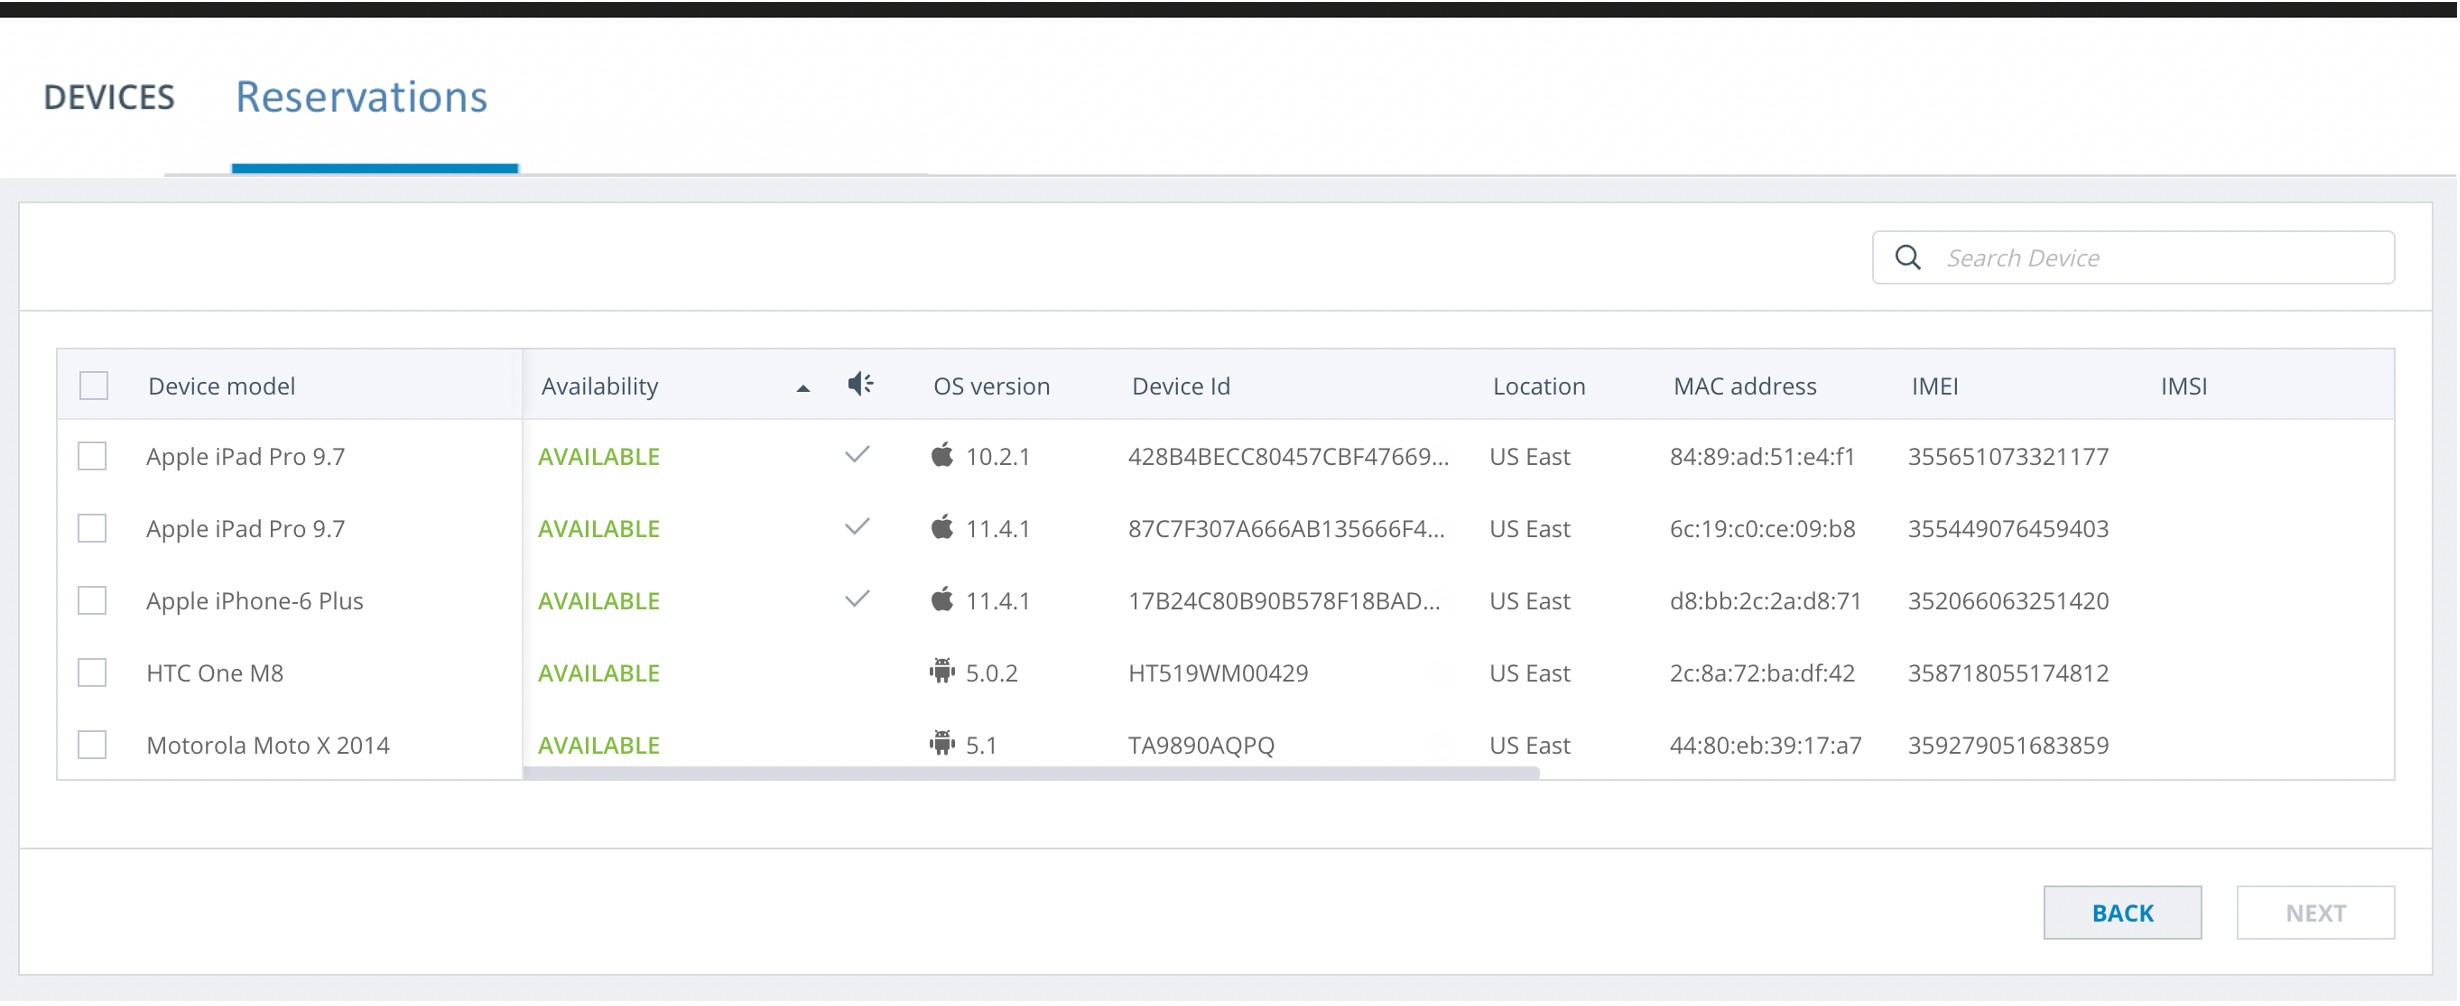 DEVICES Reservations
Search Device
Device model Availability OS version Device Id Location MAC address IMEI IMSI
Apple iPad Pro 9.7 AVAILABLE 10.2.1 428B4BECC80457CBF47669... US East 84:89:ad:51:e4:f1 355651073321177
Apple iPad Pro 9.7 AVAILABLE 11.4.1 87C7F307A666AB135666F4... US East 6c:19:c0:ce:09:b8 355449076459403
Apple iPhone-6 Plus AVAILABLE 11.4.1 17B24C80B90B578F18BAD... US East d8:bb:2c:2a:d8:71 352066063251420
HTC One M8 AVAILABLE 5.0.2 HT519WM00429 US East 2c:8a:72:ba:df:42 358718055174812
Motorola Moto X 2014 AVAILABLE 5.1 TA9890AQPQ US East 44:80:eb:39:17:a7 359279051683859
BACK NEXT